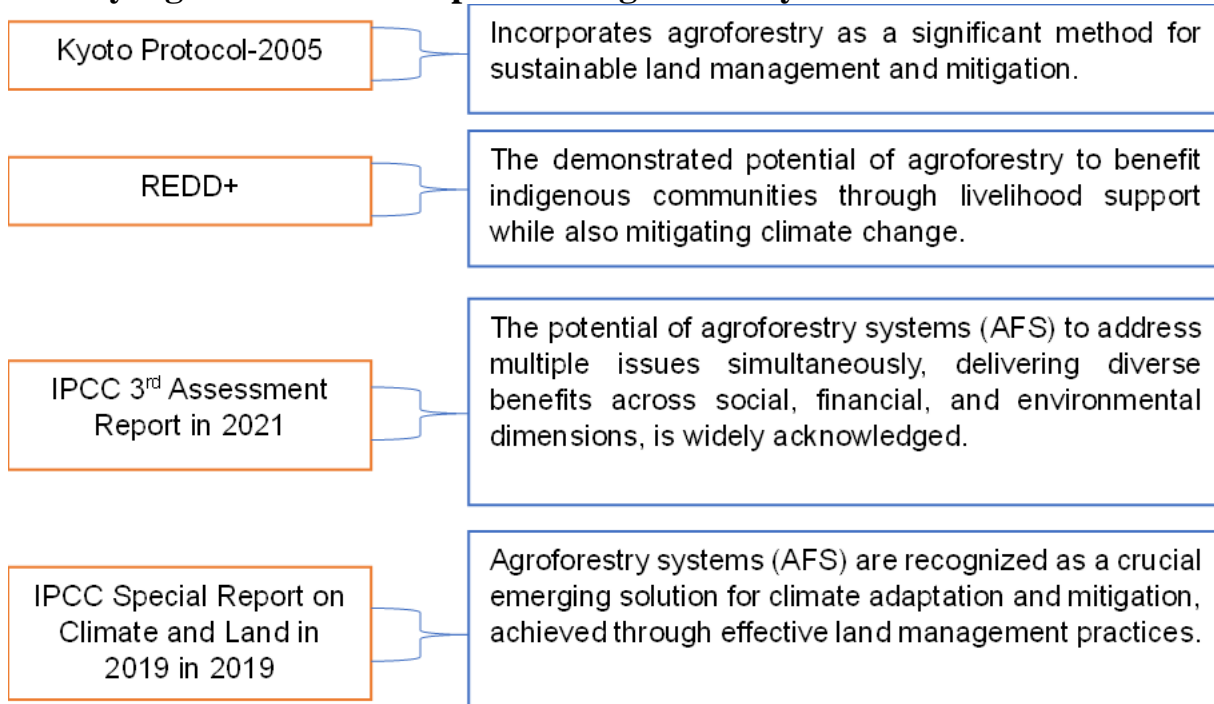 Kyoto Protocol-2005
Incorporates agroforestry as a significant method for
sustainable land management and mitigation.
REDD+
The demonstrated potential of agroforestry to benefit
indigenous communities through livelihood support
while also mitigating climate change.
IPCC 3rd Assessment
Report in 2021
The potential of agroforestry systems (AFS) to address
multiple issues simultaneously, delivering diverse
benefits across social, financial, and environmental
dimensions, is widely acknowledged.
IPCC Special Report on
Climate and Land in
2019 in 2019
Agroforestry systems (AFS) are recognized as a crucial
emerging solution for climate adaptation and mitigation,
achieved through effective land management practices.